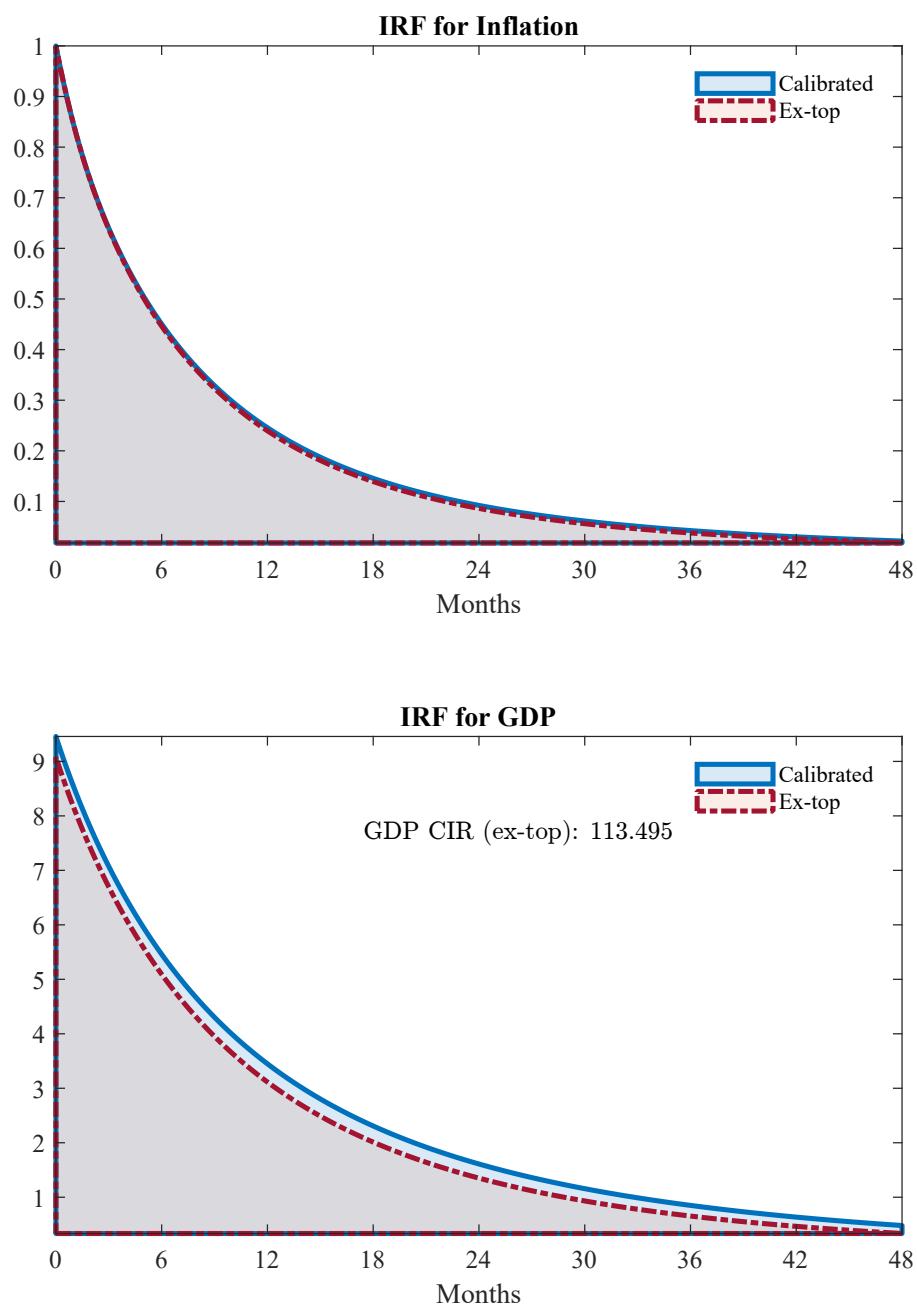 IRF for Inflation
1
0.9
0.8
0.7
0.6
0.5
0.4
0.3
0.2
0.1
Calibrated
Ex-top
0 6 12 18 24 30 36 42 48
Months
IRF for GDP
9
8
7
6
5
4
3
2
1
Calibrated
Ex-top
GDP CIR (ex-top): 113.495
0 6 12 18 24 30 36 42 48
Months